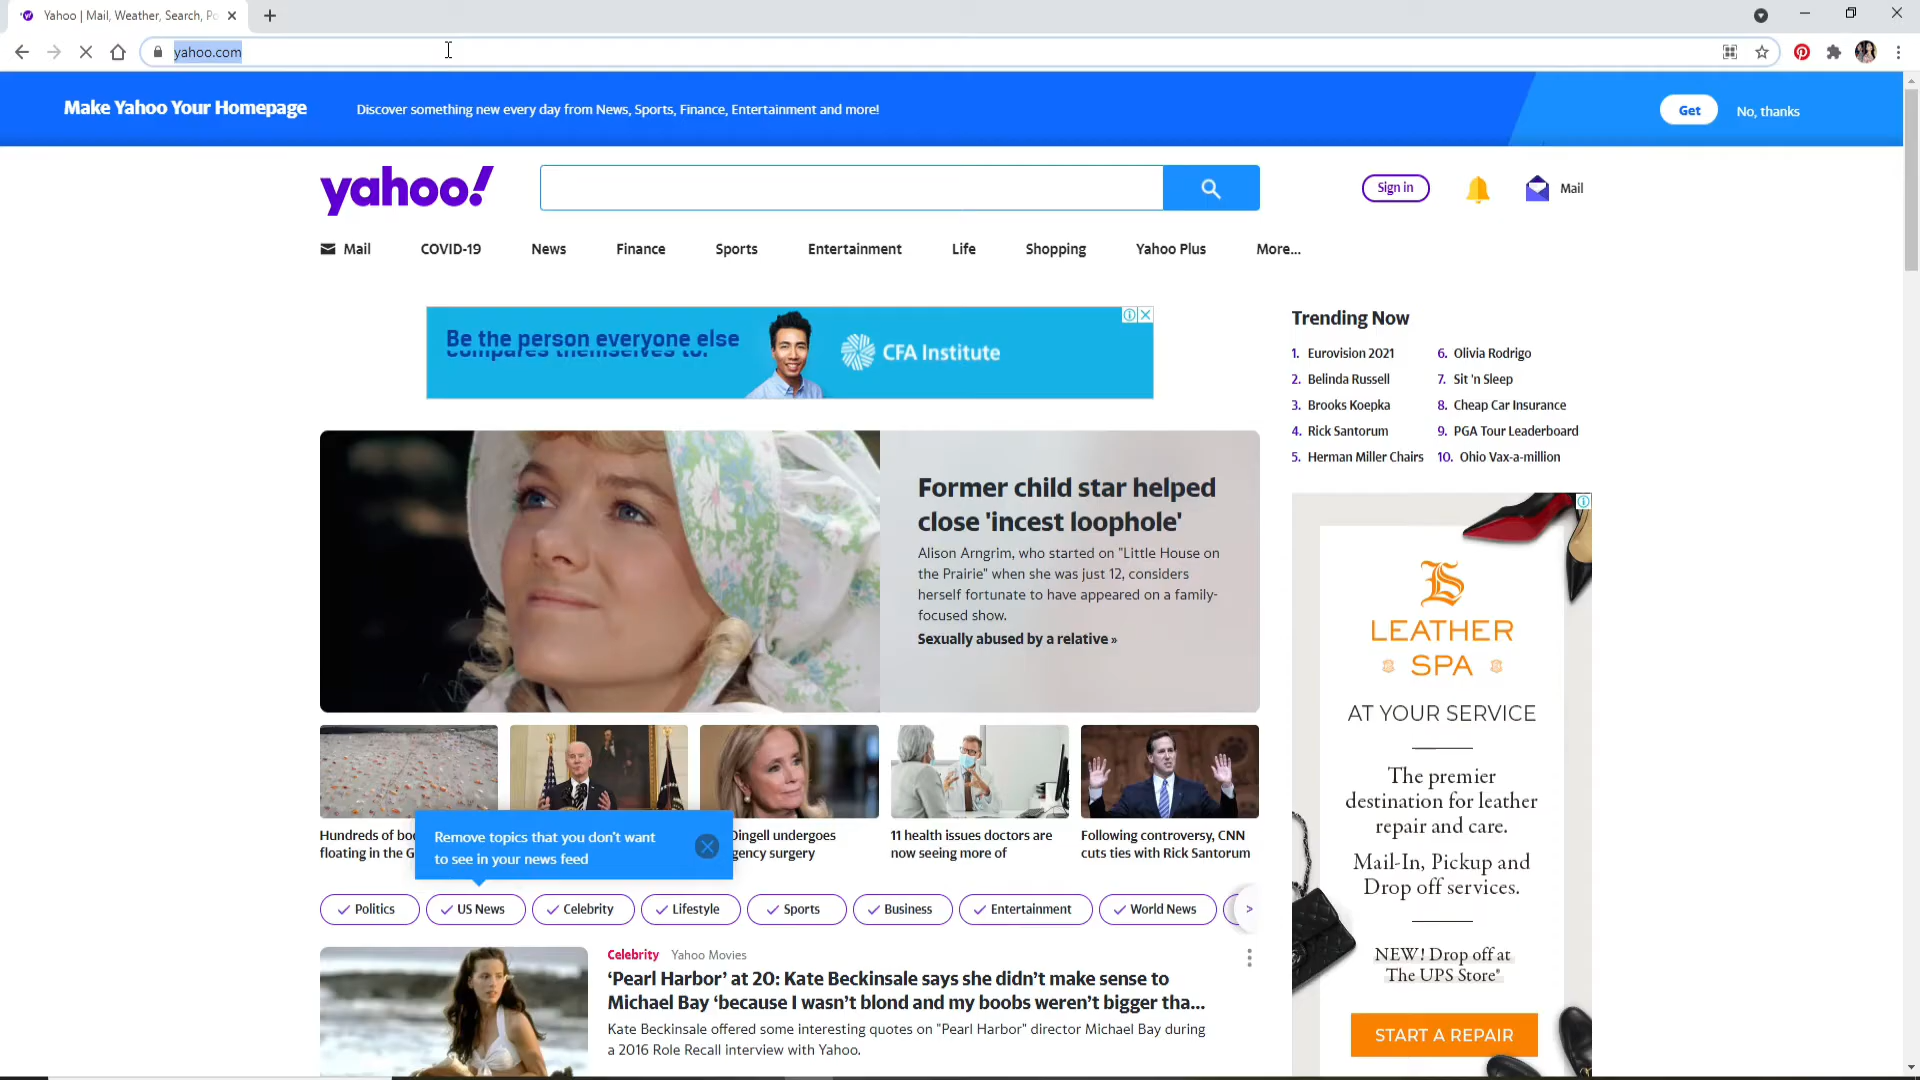 Yahoo | Mail, Weather, Search, Po
yahoo.com
Make Yahoo Your Homepage
Discover something new every day from News, Sports, Finance, Entertainment and more!
Get
No, thanks
yahoo!
Sign in
Mail
Mail
COVID-19
News
Finance
Sports
Entertainment
Life
Shopping
Yahoo Plus
More...
Be the person everyone else
compares themselves to.
CFA Institute
Trending Now
1. Eurovision 2021
2. Belinda Russell
3. Brooks Koepka
4. Rick Santorum
5. Herman Miller Chairs
6. Olivia Rodrigo
7. Sit 'n Sleep
8. Cheap Car Insurance
9. PGA Tour Leaderboard
10. Ohio Vax-a-million
Former child star helped
close 'incest loophole'
Alison Arngrim, who started on "Little House on
the Prairie" when she was just 12, considers
herself fortunate to have appeared on a family-
focused show.
Sexually abused by a relative »
LEATHER
SPA
AT YOUR SERVICE
The premier
destination for leather
repair and care.
Mail-In, Pickup and
Drop off services.
NEW! Drop off at
The UPS Store®
START A REPAIR
Hundreds of bo
floating in the G
Remove topics that you don't want
to see in your news feed
Dingell undergoes
gency surgery
11 health issues doctors are
now seeing more of
Following controversy, CNN
cuts ties with Rick Santorum
Politics
US News
Celebrity
Lifestyle
Sports
Business
Entertainment
World News
Celebrity Yahoo Movies
‘Pearl Harbor’ at 20: Kate Beckinsale says she didn’t make sense to
Michael Bay ‘because I wasn’t blond and my boobs weren’t bigger tha...
Kate Beckinsale offered some interesting quotes on "Pearl Harbor" director Michael Bay during
a 2016 Role Recall interview with Yahoo.